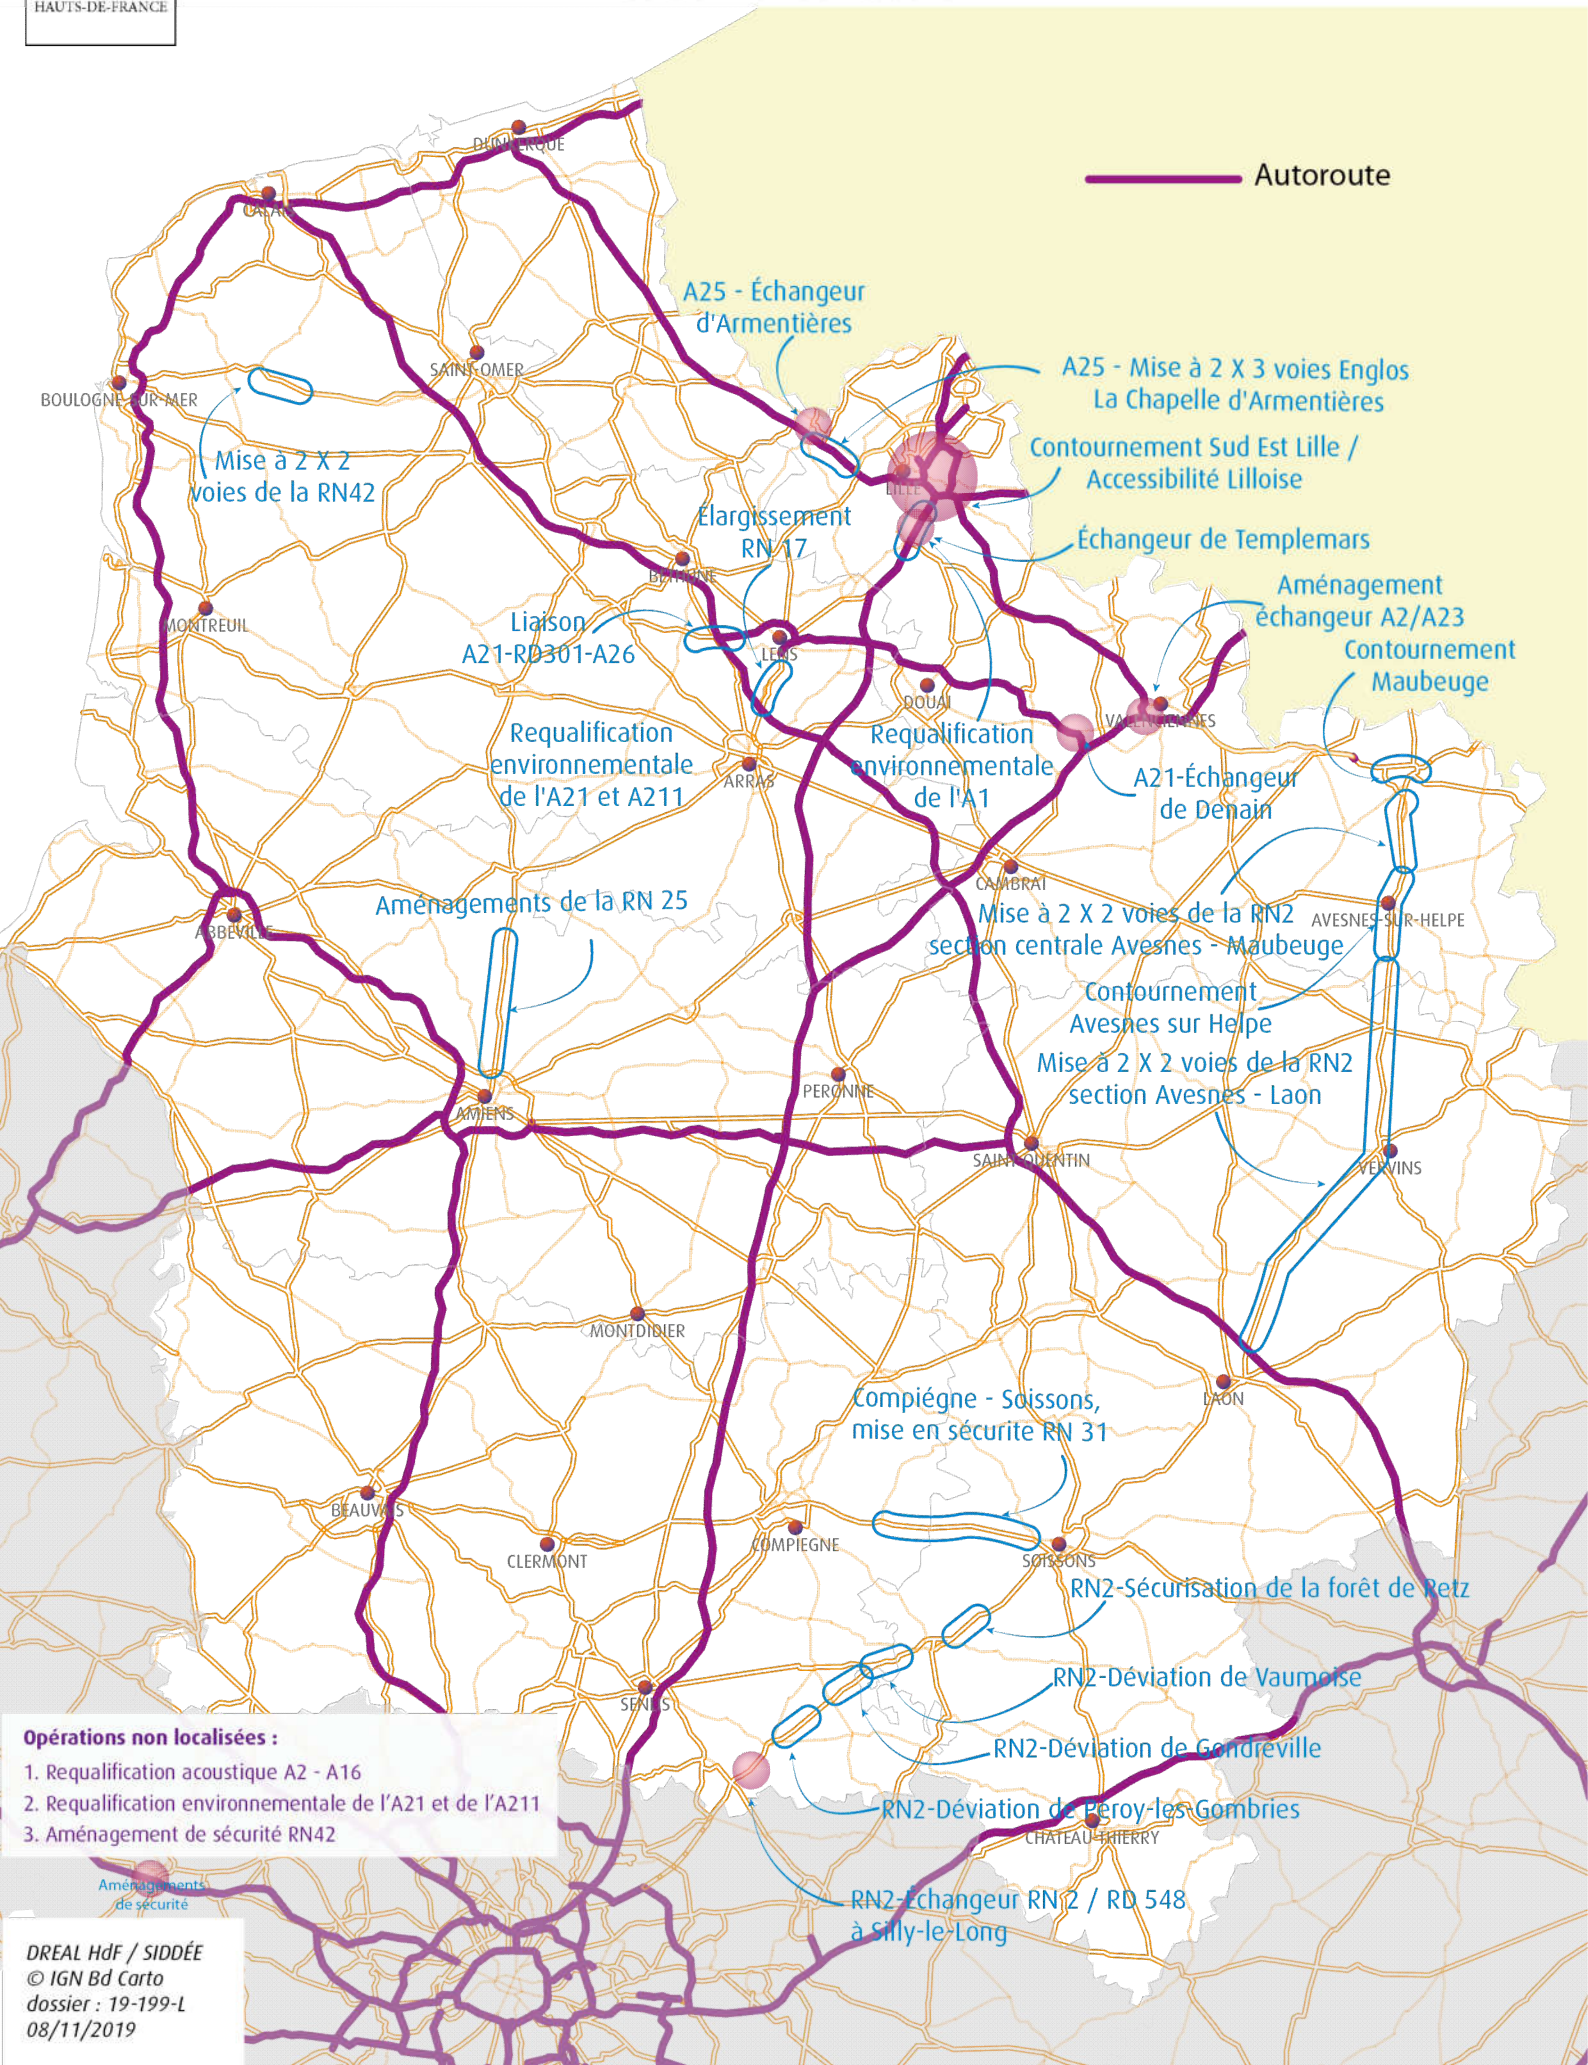 HAUTS-DE-FRANCE
DUNKERQUE
Autoroute
CALAIS
A25 - Échangeur
d'Armentières
SAINT-OMER
A25 - Mise à 2 X 3 voies Englos
La Chapelle d'Armentières
BOULOGNE-SUR-MER
Contournement Sud Est Lille /
Accessibilité Lilloise
Mise à 2 X 2
voies de la RN42
LILLE
Élargissement
RN 17
Échangeur de Templemars
BETHUNE
Aménagement
échangeur A2/A23
MONTREUIL
Liaison
A21-RD301-A26
LENS
Contournement
Maubeuge
DOUAI
VALENCIENNES
Requalification
environnementale
de l'A21 et A211
ARRAS
Requalification
environnementale
de l'A1
A21-Échangeur
de Denain
CAMBRAI
Aménagements de la RN 25
Mise à 2 X 2 voies de la RN2
section centrale Avesnes - Maubeuge
AVESNES-SUR-HELPE
ABBEVILLE
Contournement
Avesnes sur Helpe
Mise à 2 X 2 voies de la RN2
section Avesnes - Laon
PERONNE
AMIENS
SAINT-QUENTIN
VERVINS
MONTDIDIER
LAON
Compiégne - Soissons,
mise en sécurite RN 31
BEAUVAIS
CLERMONT
COMPIEGNE
SOISSONS
RN2-Sécurisation de la forêt de Retz
RN2-Déviation de Vaumoise
SENLIS
RN2-Déviation de Gondreville
RN2-Déviation de Péroy-les-Gombries
CHATEAU-THIERRY
RN2-Échangeur RN 2 / RD 548
à Silly-le-Long
Opérations non localisées :
1. Requalification acoustique A2 - A16
2. Requalification environnementale de l'A21 et de l'A211
3. Aménagement de sécurité RN42
Aménagements
de sécurité
DREAL HdF / SIDDÉE
© IGN Bd Carto
dossier : 19-199-L
08/11/2019